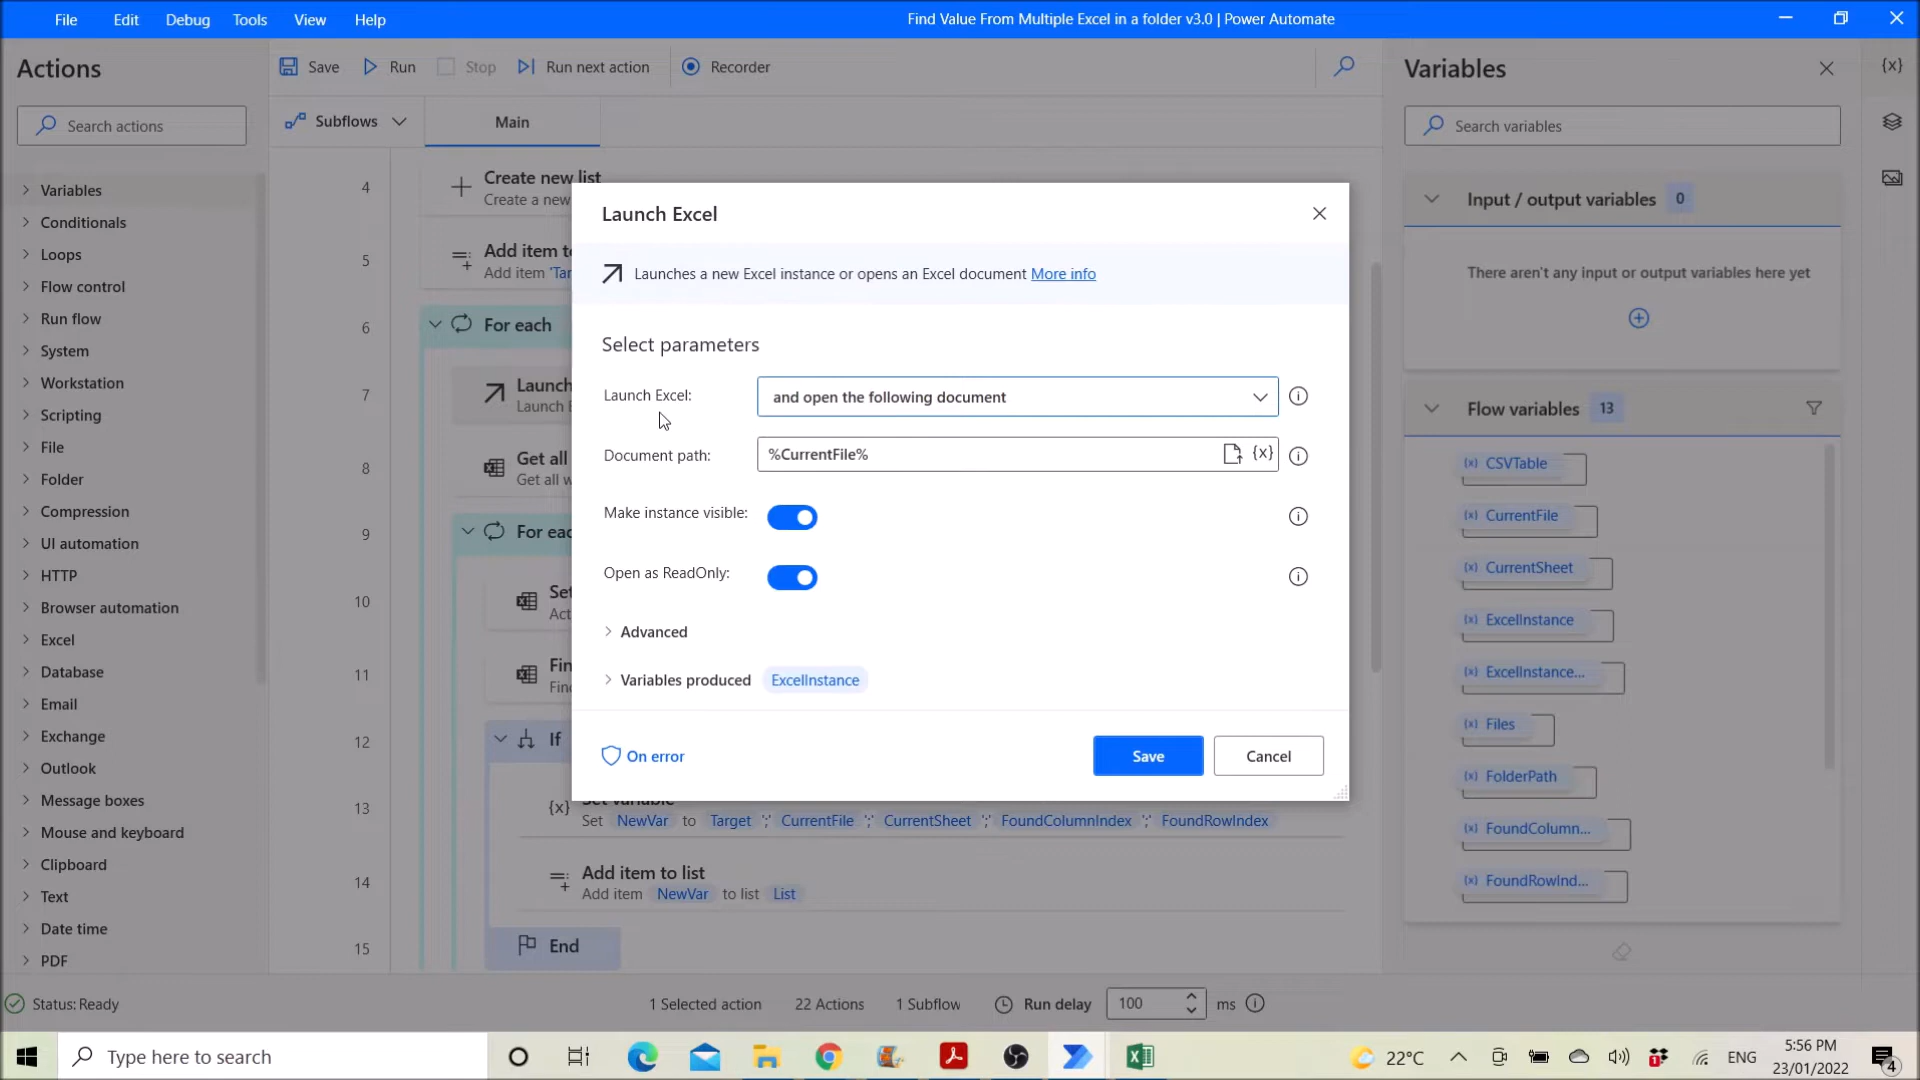 File Edit Debug Tools View Help
Find Value From Multiple Excel in a folder v3.0 | Power Automate
Actions
Search actions
Variables
Conditionals
Loops
Flow control
Run flow
System
Workstation
Scripting
File
Folder
Compression
UI automation
HTTP
Browser automation
Excel
Database
Email
Exchange
Outlook
Message boxes
Mouse and keyboard
Clipboard
Text
Date time
PDF
Save Run Stop Run next action Recorder
Subflows Main
4 Create new list
Create a new
5 Add item to
Add item 'Tar
6 For each
7 Launch
Launch E
8 Get all
Get all w
9 For eac
10 Set
Act
11 Fin
Find
12 If
13 {x} Set variable
Set NewVar to Target ';' CurrentFile ';' CurrentSheet ';' FoundColumnIndex ';' FoundRowIndex
14 Add item to list
Add item NewVar to list List
15 End
Launch Excel
Launches a new Excel instance or opens an Excel document More info
Select parameters
Launch Excel: and open the following document
Document path: %CurrentFile% {x}
Make instance visible:
Open as ReadOnly:
Advanced
Variables produced ExcelInstance
On error Save Cancel
Variables
{x}
Search variables
Input / output variables 0
There aren't any input or output variables here yet
Flow variables 13
(x) CSVTable
(x) CurrentFile
(x) CurrentSheet
(x) ExcelInstance
(x) ExcelInstance...
(x) Files
(x) FolderPath
(x) FoundColumn...
(x) FoundRowInd...
Status: Ready 1 Selected action 22 Actions 1 Subflow Run delay 100 ms
Type here to search
22°C ENG
5:56 PM
23/01/2022
4
1